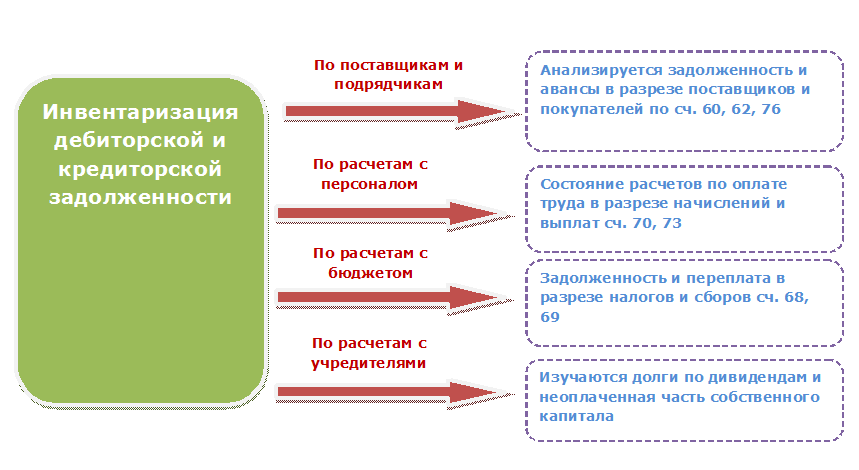 Инвентаризация
дебиторской и
кредиторской
задолженности
По поставщикам и
подрядчикам
Анализируется задолженность и
авансы в разрезе поставщиков и
покупателей по сч. 60, 62, 76
По расчетам с
персоналом
Состояние расчетов по оплате
труда в разрезе начислений и
выплат сч. 70, 73
По расчетам с
бюджетом
Задолженность и переплата в
разрезе налогов и сборов сч. 68,
69
По расчетам с
учредителями
Изучаются долги по дивидендам и
неоплаченная часть собственного
капитала